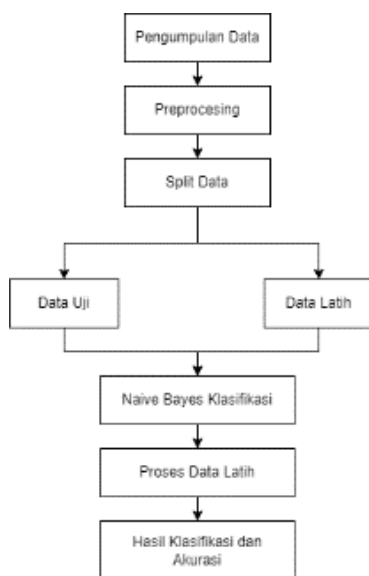 Pengumpulan Data
Preprocesing
Split Data
Data Uji
Data Latih
Naive Bayes Klasifikasi
Proses Data Latih
Hasil Klasifikasi dan
Akurasi